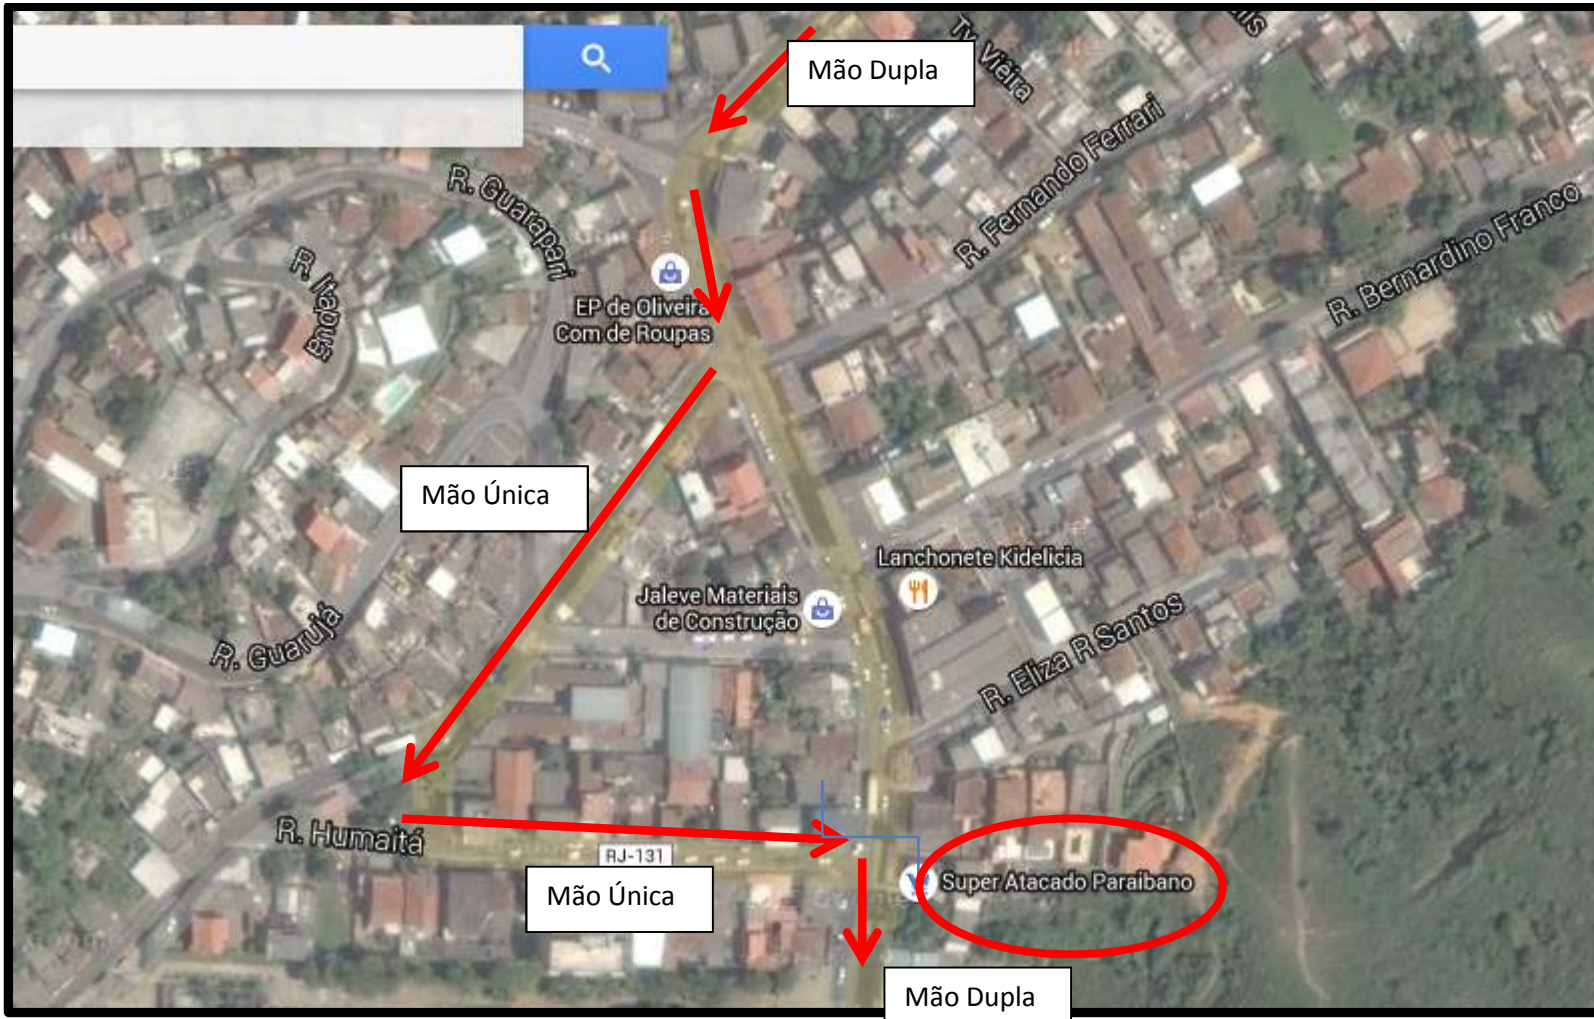 Mão Dupla
Tv. Vieira
R. Fernando Ferrari
R. Guarapari
R. Bernardino Franco
EP de Oliveira
Com de Roupas
Mão Única
Lanchonete Kidelicia
Jaleve Materiais
de Construção
R. Eliza R Santos
R. Guarujá
R. Humaitá
RJ-131
Super Atacado Paraibano
Mão Única
Mão Dupla